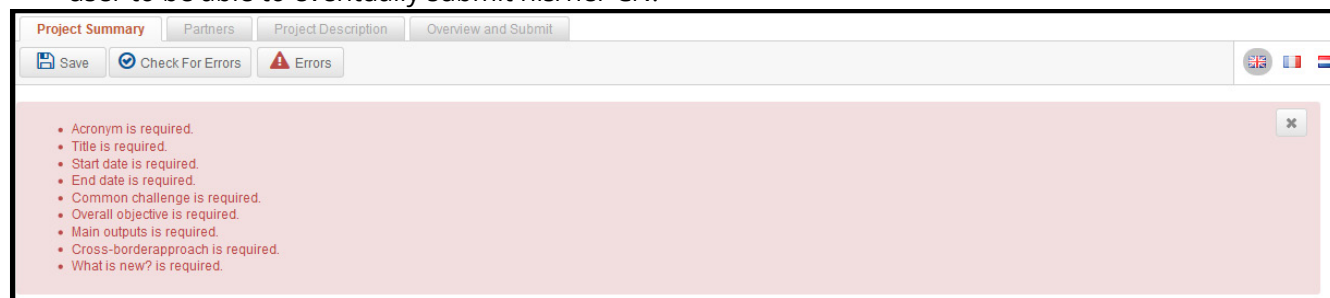 Project Summary Partners Project Description Overview and Submit
Save Check For Errors Errors
Acronym is required.
Title is required.
Start date is required.
End date is required.
Common challenge is required.
Overall objective is required.
Main outputs is required.
Cross-borderapproach is required.
What is new? is required.